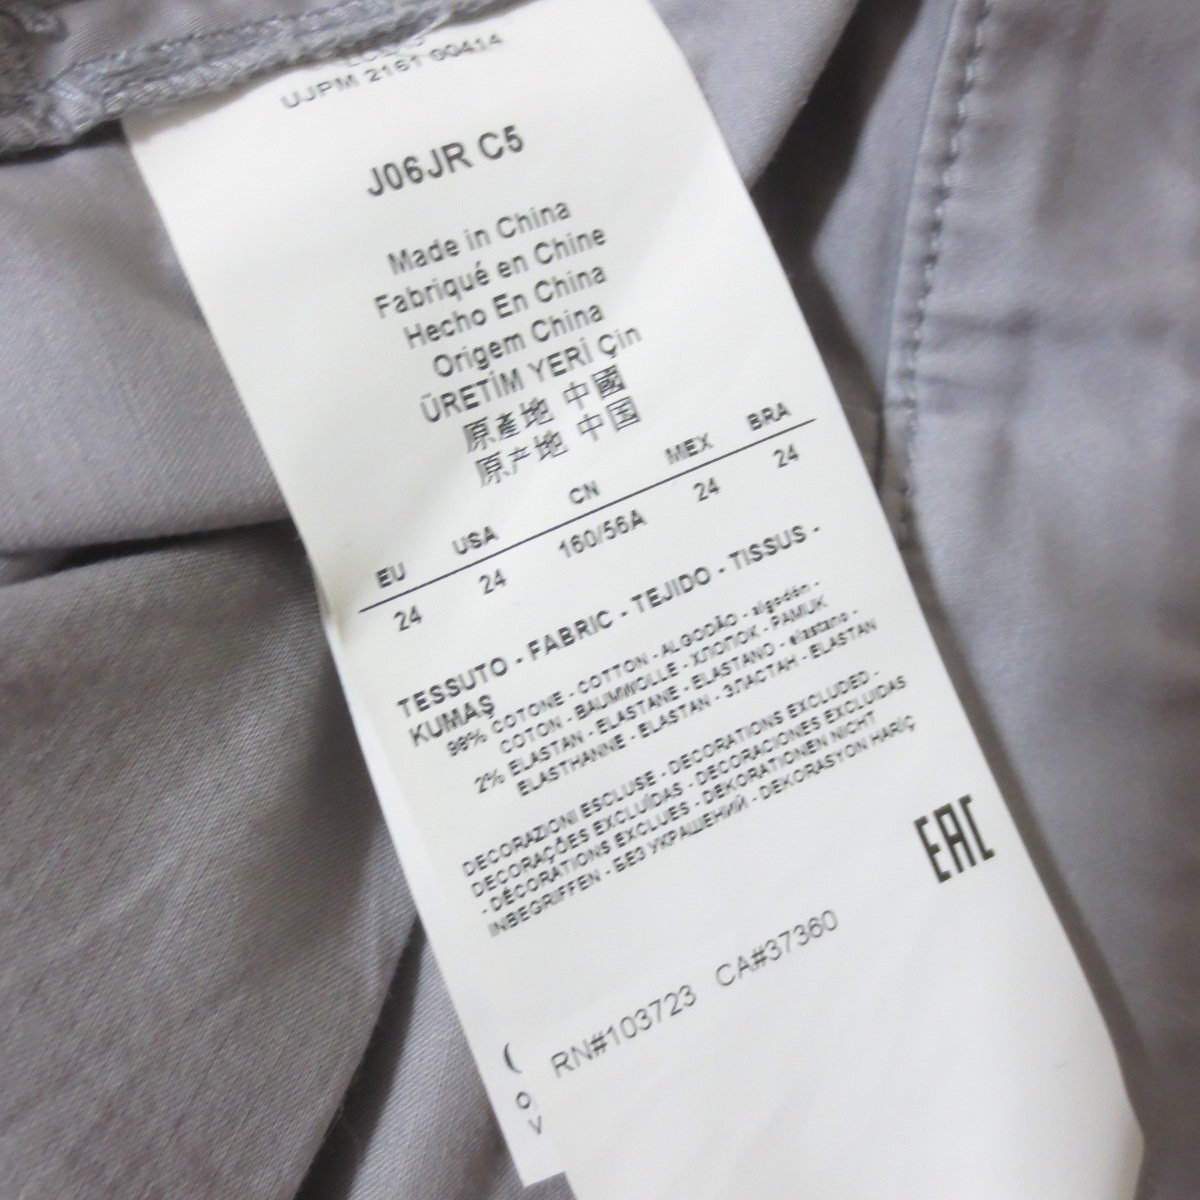 UJPM 2161 00414
J06JR C5
Made in China
Fabriqué en Chine
Hecho En China
Origem China
ÜRETİM YERİ Çin
原產地 中國
原产地 中国
EU USA CN MEX BRA
24 24 160/56A 24 24
TESSUTO - FABRIC - TEJIDO - TISSUS -
KUMAŞ
98% COTONE - COTTON - ALGODÃO - algodón -
COTON - BAUMWOLLE - ХЛОПОК - PAMUK
2% ELASTAN - ELASTANE - ELASTANO - elastano -
ELASTHANNE - ELASTAN - ЭЛАСТАН - ELASTAN
DECORAZIONI ESCLUSE - DECORATIONS EXCLUDED -
DECORAÇÕES EXCLUÍDAS - DECORACIONES EXCLUIDAS
- DÉCORATIONS EXCLUES - DEKORATIONEN NICHT
INBEGRIFFEN - БЕЗ УКРАШЕНИЙ - DEKORASYON HARİÇ
EAC
RN#103723 CA#37360